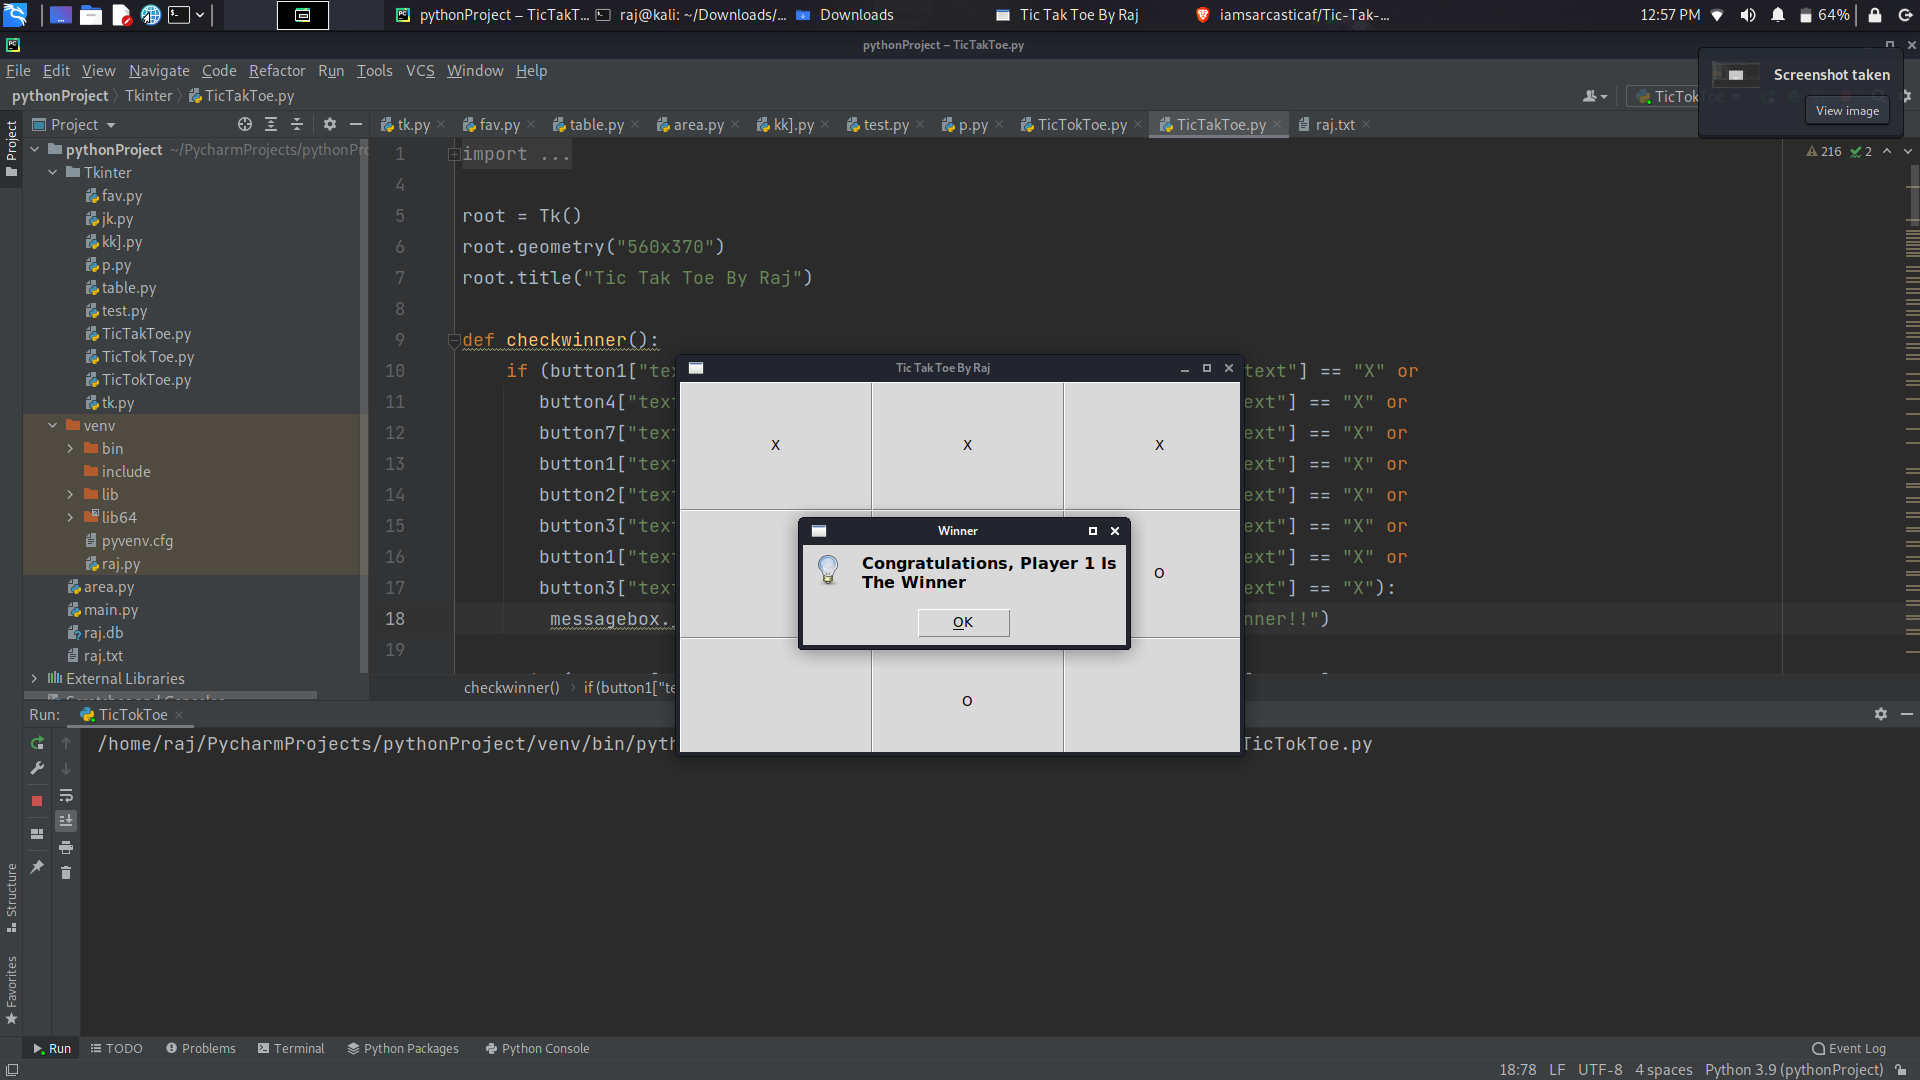 pythonProject – TicTakT...
raj@kali: ~/Downloads/...
Downloads
Tic Tak Toe By Raj
iamsarcasticaf/Tic-Tak-...
12:57 PM
64%
pythonProject – TicTakToe.py
File Edit View Navigate Code Refactor Run Tools VCS Window Help
Screenshot taken
View image
pythonProject Tkinter TicTakToe.py
TicTokToe
Project
tk.py fav.py table.py area.py kk].py test.py p.py TicTokToe.py TicTakToe.py raj.txt
216 2
Project
pythonProject ~/PycharmProjects/pythonPr
Tkinter
fav.py
jk.py
kk].py
p.py
table.py
test.py
TicTakToe.py
TicTok Toe.py
TicTokToe.py
tk.py
venv
bin
include
lib
lib64
pyvenv.cfg
raj.py
area.py
main.py
raj.db
raj.txt
External Libraries
Scratches and Consoles
1 import ...
4
5 root = Tk()
6 root.geometry("560x370")
7 root.title("Tic Tak Toe By Raj")
8
9 def checkwinner():
10 if (button1["te text"] == "X" or
11 button4["tex ext"] == "X" or
12 button7["tex ext"] == "X" or
13 button1["tex ext"] == "X" or
14 button2["tex ext"] == "X" or
15 button3["tex ext"] == "X" or
16 button1["tex ext"] == "X" or
17 button3["tex ext"] == "X"):
18 messagebox. nner!!")
19
checkwinner() if (button1["te
Tic Tak Toe By Raj
X X X
O
O
Winner
Congratulations, Player 1 Is
The Winner
OK
Run: TicTokToe
/home/raj/PycharmProjects/pythonProject/venv/bin/pyth TicTokToe.py
Structure
Favorites
Run TODO Problems Terminal Python Packages Python Console
Event Log
18:78 LF UTF-8 4 spaces Python 3.9 (pythonProject)